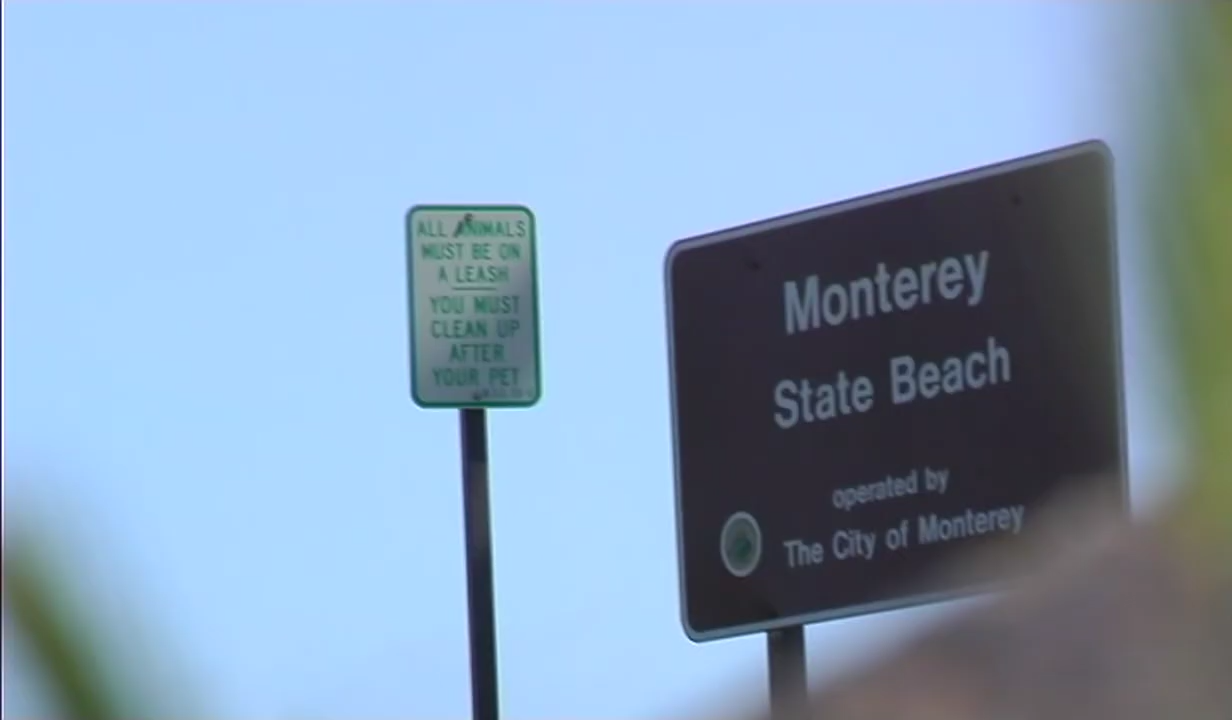 ALL ANIMALS
MUST BE ON
A LEASH
YOU MUST
CLEAN UP
AFTER
YOUR PET
Monterey
State Beach
operated by
The City of Monterey